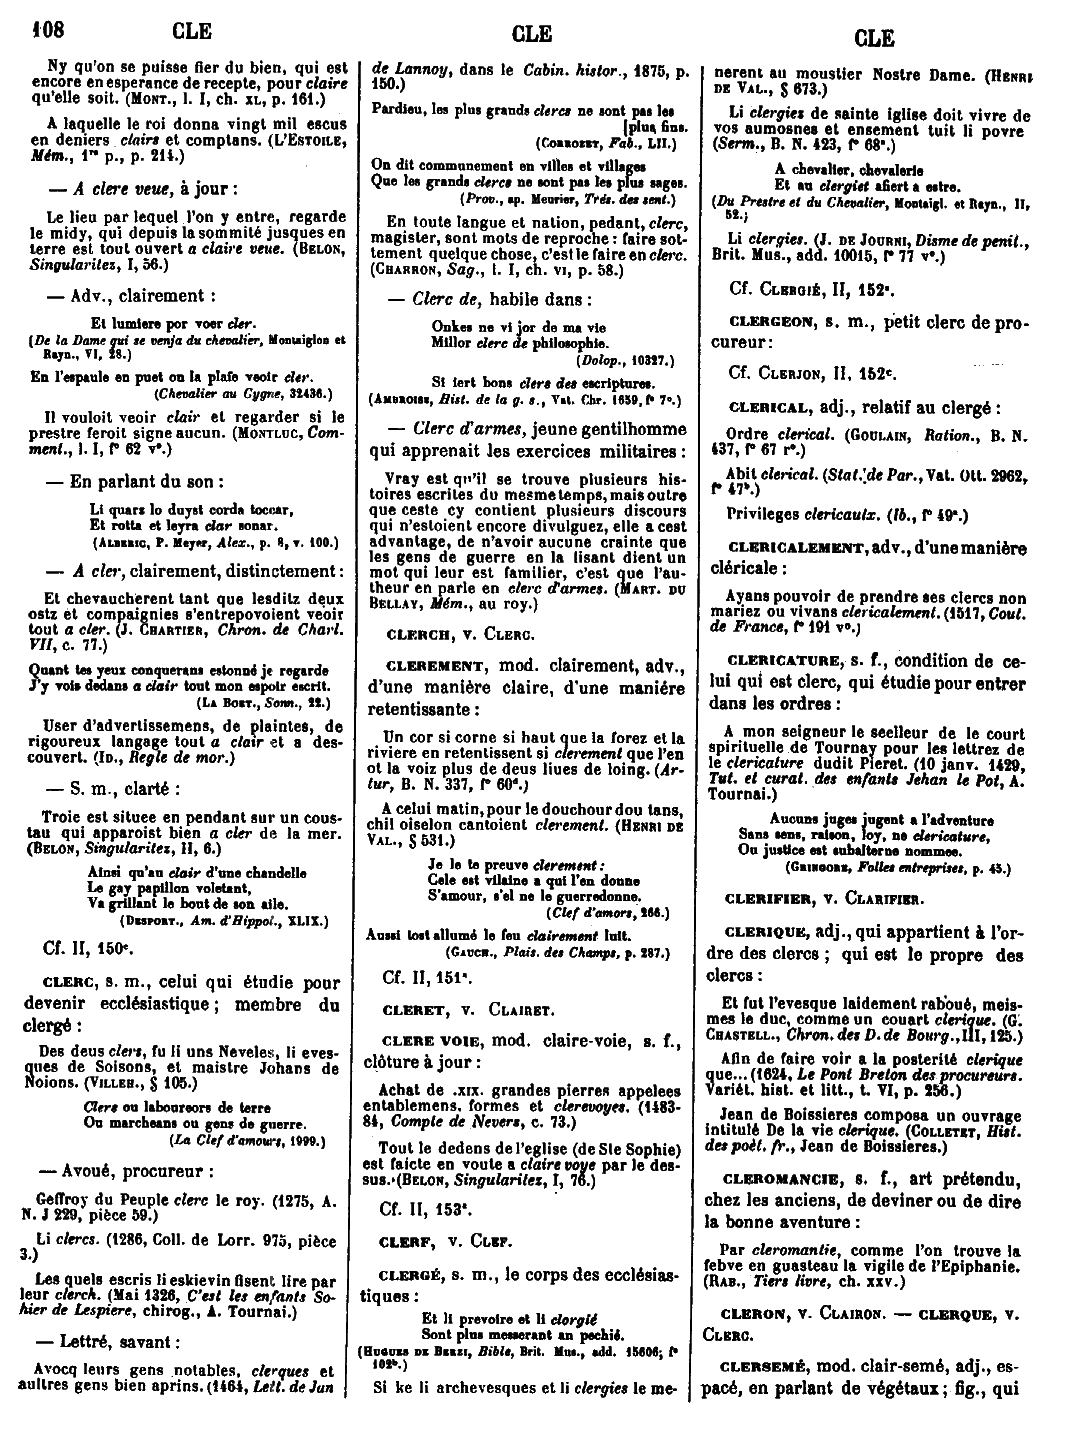 108 CLE CLE CLE
Ny qu'on se puisse fier du bien, qui est
encore en esperance de recepte, pour claire
qu'elle soit. (MONT., l. I, ch. XL, p. 161.)
A laquelle le roi donna vingt mil escus
en deniers clairs et comptans. (L'ESTOILE,
Mém., 1re p., p. 214.)
— A clere veue, à jour :
Le lieu par lequel l'on y entre, regarde
le midy, qui depuis la sommité jusques en
terre est tout ouvert a claire veue. (BELON,
Singularitez, I, 56.)
— Adv., clairement :
Et lumiere por voer cler.
(De la Dame qui se venja du chevalier, Montaiglon et
Rayn., VI, 28.)
En l'espaule en puet on la plaie veoir cler.
(Chevalier au Cygne, 32436.)
Il vouloit veoir clair et regarder si le
prestre feroit signe aucun. (MONTLUC, Com-
ment., l. I, f° 62 v°.)
— En parlant du son :
Li quarz lo duyst corda toccar,
Et rotta et leyra clar sonar.
(ALBERIC, P. Meyer, Alex., p. 8, v. 100.)
— A cler, clairement, distinctement :
Et chevaucherent tant que lesditz deux
ostz et compaignies s'entrepovoient veoir
tout a cler. (J. CHARTIER, Chron. de Charl.
VII, c. 77.)
Quant tes yeux conquerans estonné je regarde
J'y vois dedans a clair tout mon espoir escrit.
(LA BOET., Sonn., 22.)
User d'advertissemens, de plaintes, de
rigoureux langage tout a clair et a des-
couvert. (ID., Regle de mor.)
— S. m., clarté :
Troie est situee en pendant sur un cous-
tau qui apparoist bien a cler de la mer.
(BELON, Singularitez, II, 6.)
Ainsi qu'au clair d'une chandelle
Le gay papillon voletant,
Va grillant le bout de son aile.
(DESPORT., Am. d'Hippol., XLIX.)
Cf. II, 150c.
CLERC, s. m., celui qui étudie pour
devenir ecclésiastique ; membre du
clergé :
Des deus clers, fu li uns Neveles, li eves-
ques de Soisons, et maistre Johans de
Noions. (VILLEH., § 105.)
Clers ou laboureors de terre
Ou marcheans ou gens de guerre.
(La Clef d'amours, 1999.)
— Avoué, procureur :
Geffroy du Peuple clerc le roy. (1275, A.
N. J 229, pièce 59.)
Li clercs. (1286, Coll. de Lorr. 975, pièce
3.)
Les quels escris li eskievin fisent lire par
leur clerch. (Mai 1326, C'est les enfants So-
hier de Lespiere, chirog., A. Tournai.)
— Lettré, savant :
Avocq leurs gens notables, clerques et
aultres gens bien aprins. (1464, Lett. de Jan
de Lannoy, dans le Cabin. histor., 1875, p.
150.)
Pardieu, les plus grands clercs ne sont pas les
[plus fins.
(CORROZET, Fab., LII.)
On dit communement en villes et villages
Que les grands clercs ne sont pas les plus sages.
(Prov., ap. Meurier, Trés. des sent.)
En toute langue et nation, pedant, clerc,
magister, sont mots de reproche : faire sot-
tement quelque chose, c'est le faire en clerc.
(CHARRON, Sag., l. I, ch. VI, p. 58.)
— Clerc de, habile dans :
Onkes ne vi jor de ma vie
Millor clerc de philosophie.
(Dolop., 10327.)
Si iert bons clers des escriptures.
(AMBROISE, Hist. de la g. s., Vat. Chr. 1659, f° 7c.)
— Clerc d'armes, jeune gentilhomme
qui apprenait les exercices militaires :
Vray est qu'il se trouve plusieurs his-
toires escrites du mesme temps, mais outre
que ceste cy contient plusieurs discours
qui n'estoient encore divulguez, elle a cest
advantage, de n'avoir aucune crainte que
les gens de guerre en la lisant dient un
mot qui leur est familier, c'est que l'au-
theur en parle en clerc d'armes. (MART. DU
BELLAY, Mém., au roy.)
CLERCH, v. CLERC.
CLEREMENT, mod. clairement, adv.,
d'une manière claire, d'une manière
retentissante :
Un cor si corne si haut que la forez et la
riviere en retentissent si clerement que l'en
ot la voiz plus de deus liues de loing. (Ar-
tur, B. N. 337, f° 60d.)
A celui matin, pour le douchour dou tans,
chil oiselon cantoient clerement. (HENRI DE
VAL., § 531.)
Je le te preuve clerement :
Cele est vilaine a qui l'en donne
S'amour, s'el ne le guerredonne.
(Clef d'amors, 266.)
Aussi tost allumé le feu clairement luit.
(GAUCH., Plais. des Champs, p. 287.)
Cf. II, 151a.
CLERET, v. CLAIRET.
CLERE VOIE, mod. claire-voie, s. f.,
clôture à jour :
Achat de .XIX. grandes pierres appelees
entablemens, formes et clerevoyes. (1483-
84, Compte de Nevers, c. 73.)
Tout le dedens de l'eglise (de Ste Sophie)
est faicte en voute a claire voye par le des-
sus. (BELON, Singularitez, I, 76.)
Cf. II, 153a.
CLERF, v. CLEF.
CLERGÉ, s. m., le corps des ecclésias-
tiques :
Et li prevoire et li clorgié
Sont plus messerant an pechié.
(HUGUES DE BERZI, Bible, Brit. Mus., add. 15606; f°
102b.)
Si ke li archevesques et li clergies le me-
nerent au moustier Nostre Dame. (HENRI
DE VAL., § 673.)
Li clergies de sainte iglise doit vivre de
vos aumosnes et ensement tuit li povre
(Serm., B. N. 423, f° 68a.)
A chevalier, chevalerie
Et au clergiet afiert a estre.
(Du Prestre et du Chevalier, Montaigl. et Rayn., II,
52.)
Li clergies. (J. DE JOURNI, Disme de penit.,
Brit. Mus., add. 10015, f° 77 v°.)
Cf. CLERGIÉ, II, 152a.
CLERGEON, s. m., petit clerc de pro-
cureur :
Cf. CLERJON, II, 152c.
CLERICAL, adj., relatif au clergé :
Ordre clerical. (GOULAIN, Ration., B. N.
437, f° 67 r°.)
Abit clerical. (Stat. de Par., Vat. Ott. 2962,
f° 47b.)
Privileges clericaulx. (Ib., f° 49a.)
CLERICALEMENT, adv., d'une manière
cléricale :
Ayans pouvoir de prendre ses clercs non
mariez ou vivans clericalement. (1517, Cout.
de France, f° 191 v°.)
CLERICATURE, s. f., condition de ce-
lui qui est clerc, qui étudie pour entrer
dans les ordres :
A mon seigneur le seelleur de le court
spirituelle de Tournay pour les lettrez de
le clericature dudit Pieret. (10 janv. 1429,
Tut. et curat. des enfants Jehan le Pot, A.
Tournai.)
Aucuns juges jugent a l'adventure
Sans sens, raison, loy, ne clericature,
Ou justice est subalterne nommee.
(GRINGORE, Folles entreprises, p. 45.)
CLERIFIER, v. CLARIFIER.
CLERIQUE, adj., qui appartient à l'or-
dre des clercs ; qui est le propre des
clercs :
Et fut l'evesque laidement raboué, meis-
mes le duc, comme un couart clerique. (G.
CHASTELL., Chron. des D. de Bourg., III, 125.)
Afin de faire voir a la posterité clerique
que... (1624, Le Pont Breton des procureurs.
Variét. hist. et litt., t. VI, p. 256.)
Jean de Boissieres composa un ouvrage
intitulé De la vie clerique. (COLLETET, Hist.
des poèt. fr., Jean de Boissieres.)
CLEROMANCIE, s. f., art prétendu,
chez les anciens, de deviner ou de dire
la bonne aventure :
Par cleromantie, comme l'on trouve la
febve en guasteau la vigile de l'Epiphanie.
(RAB., Tiers livre, ch. XXV.)
CLERON, v. CLAIRON. — CLERQUE, v.
CLERC.
CLERSEMÉ, mod. clair-semé, adj., es-
pacé, en parlant de végétaux ; fig., qui